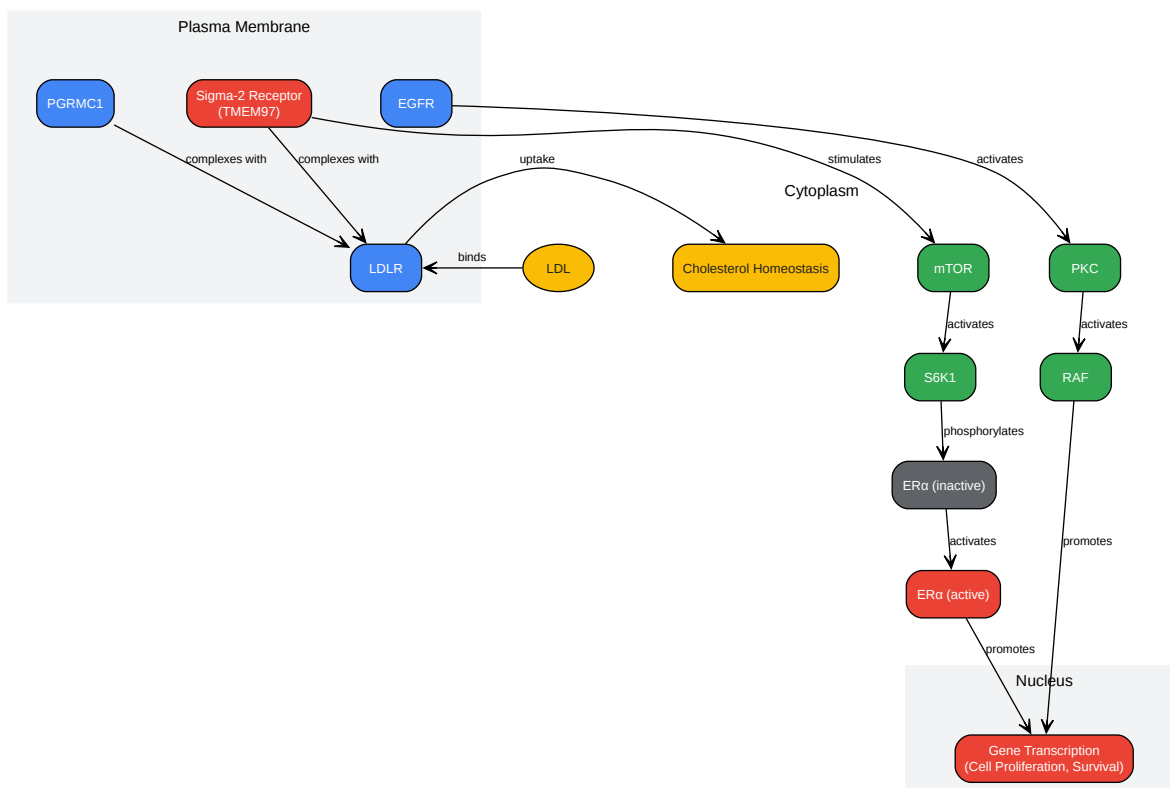 Plasma Membrane
PGRMC1
Sigma-2 Receptor
(TMEM97)
EGFR
complexes with
complexes with
uptake
stimulates
activates
Cytoplasm
LDLR
binds
LDL
Cholesterol Homeostasis
mTOR
PKC
activates
activates
S6K1
RAF
phosphorylates
ERα (inactive)
activates
promotes
ERα (active)
promotes
Nucleus
Gene Transcription
(Cell Proliferation, Survival)